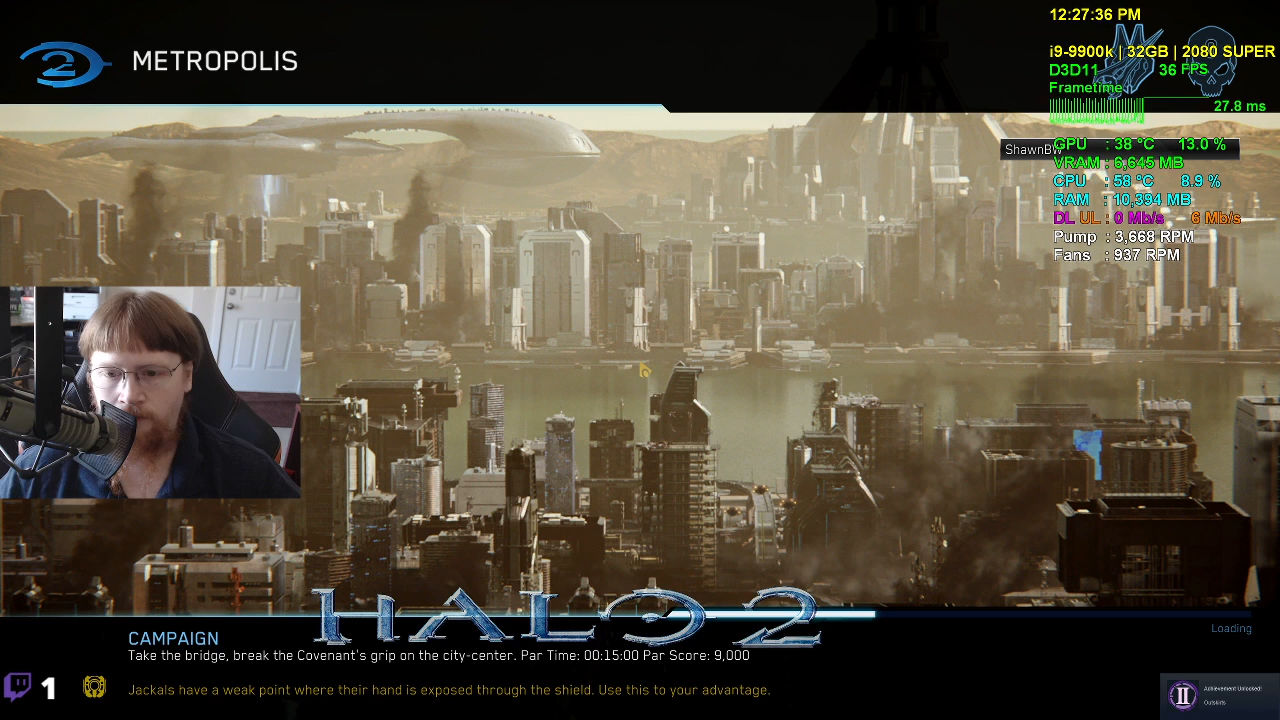 METROPOLIS
12:27:36 PM
i9-9900k | 32GB | 2080 SUPER
D3D11 36 FPS
Frametime
27.8 ms
ShawnBW
GPU : 38 °C 13.0 %
VRAM : 6,645 MB
CPU : 58 °C 8.9 %
RAM : 10,394 MB
DL UL : 0 Mb/s 6 Mb/s
Pump : 3,668 RPM
Fans : 937 RPM
HALO 2
Loading
CAMPAIGN
Take the bridge, break the Covenant's grip on the city-center. Par Time: 00:15:00 Par Score: 9,000
1
Jackals have a weak point where their hand is exposed through the shield. Use this to your advantage.
Achievement Unlocked!
Outskirts